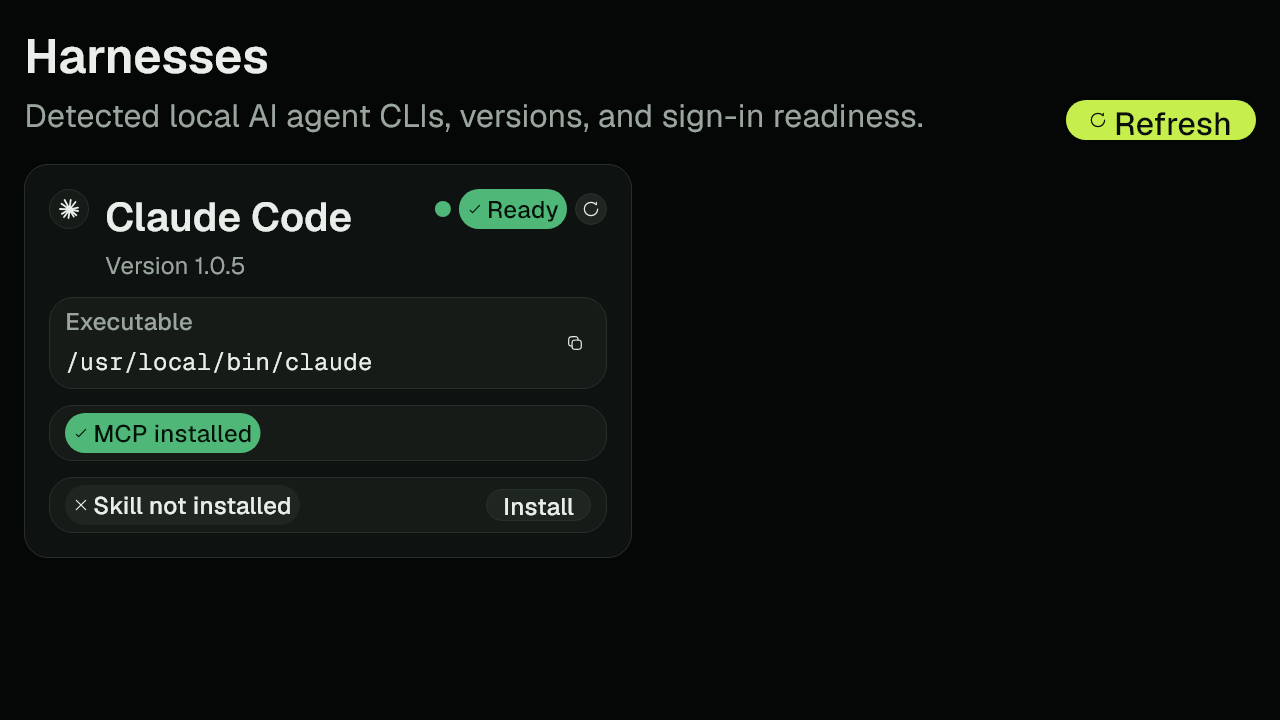 Harnesses
Detected local AI agent CLIs, versions, and sign-in readiness.
Refresh
Claude Code
Ready
Version 1.0.5
Executable
/usr/local/bin/claude
MCP installed
Skill not installed
Install